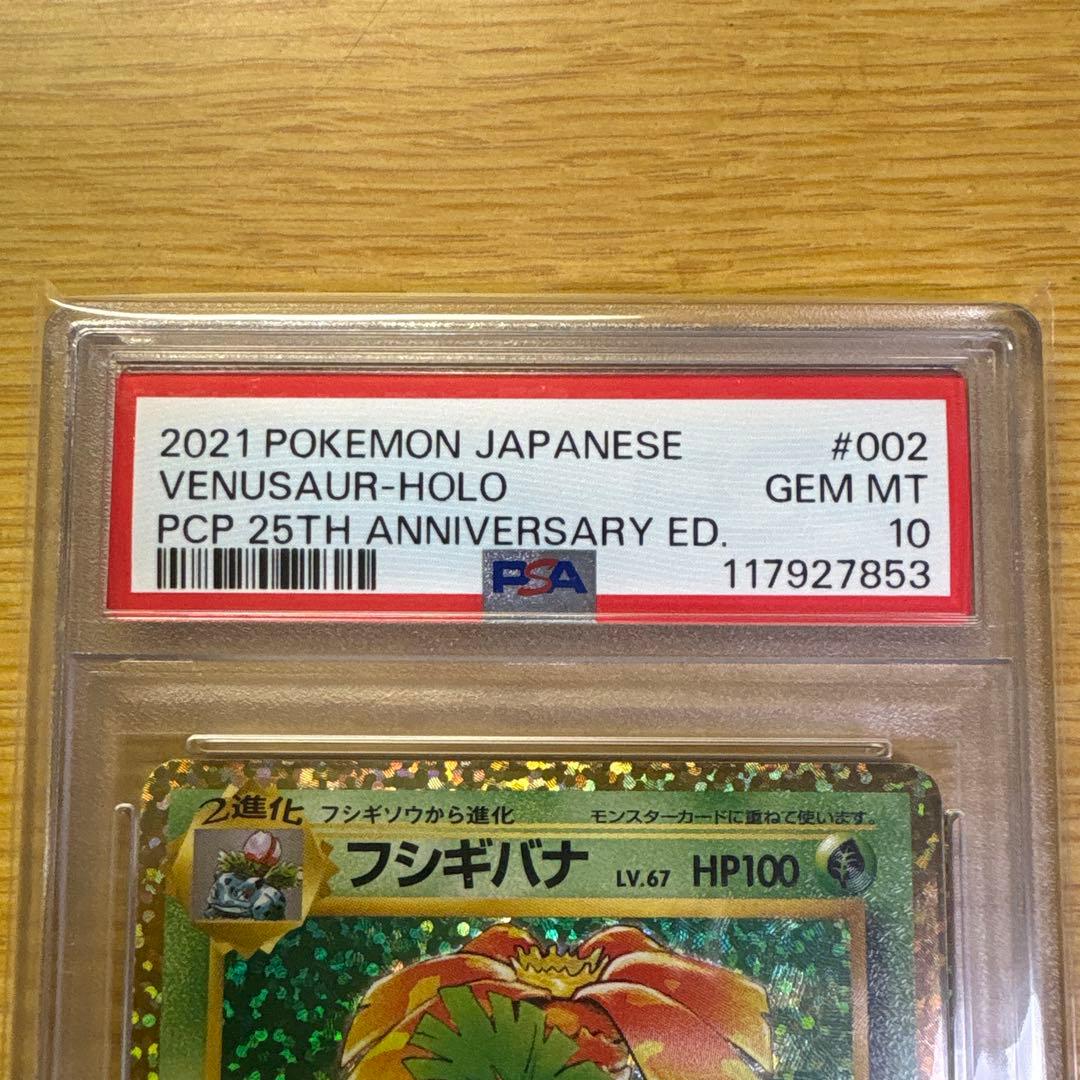 2021 POKEMON JAPANESE #002
VENUSAUR-HOLO GEM MT
PCP 25TH ANNIVERSARY ED. 10
PSA 117927853
2進化 フシギソウから進化 モンスターカードに重ねて使います。
フシギバナ LV.67 HP100